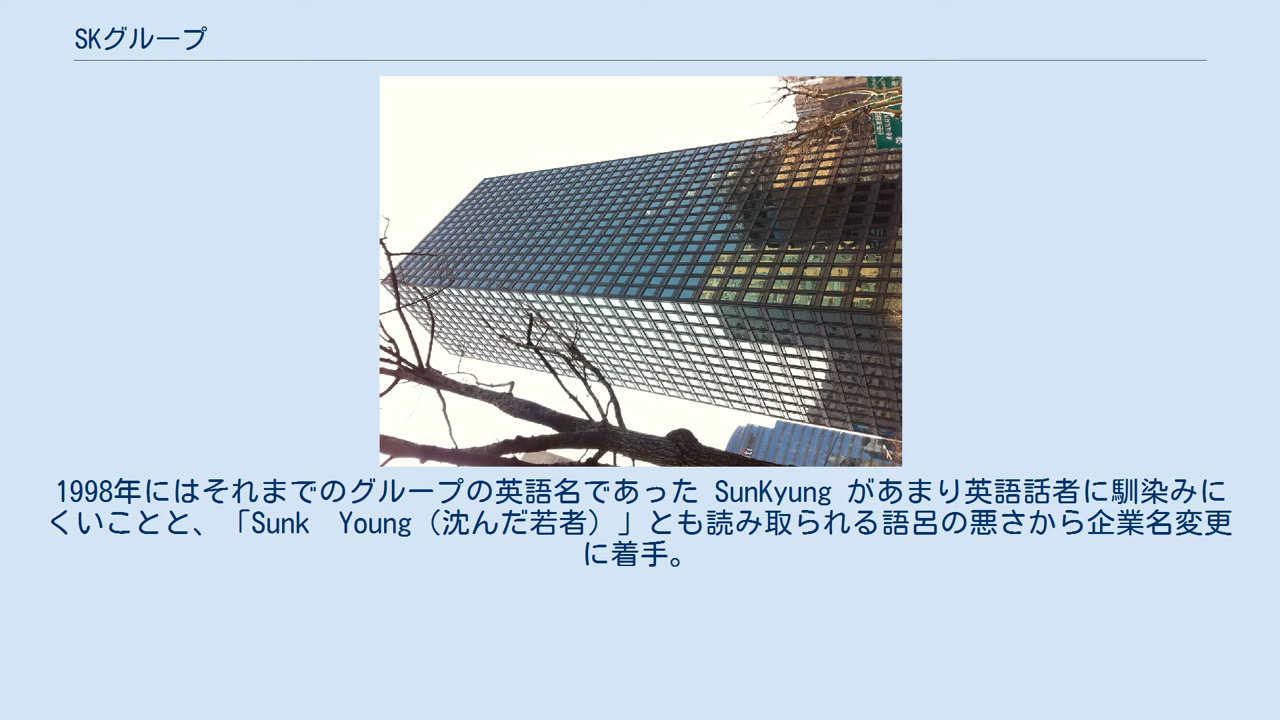 SKグループ
1998年にはそれまでのグループの英語名であった SunKyung があまり英語話者に馴染みに
くいことと、「Sunk　Young（沈んだ若者）」とも読み取られる語呂の悪さから企業名変更
に着手。